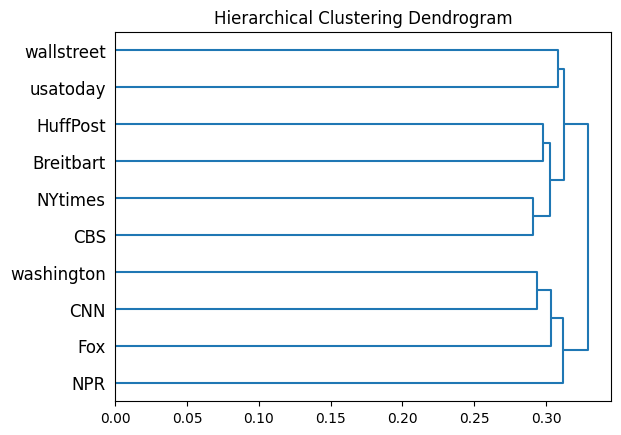 Hierarchical Clustering Dendrogram
wallstreet
usatoday
HuffPost
Breitbart
NYtimes
CBS
washington
CNN
Fox
NPR
0.00 0.05 0.10 0.15 0.20 0.25 0.30